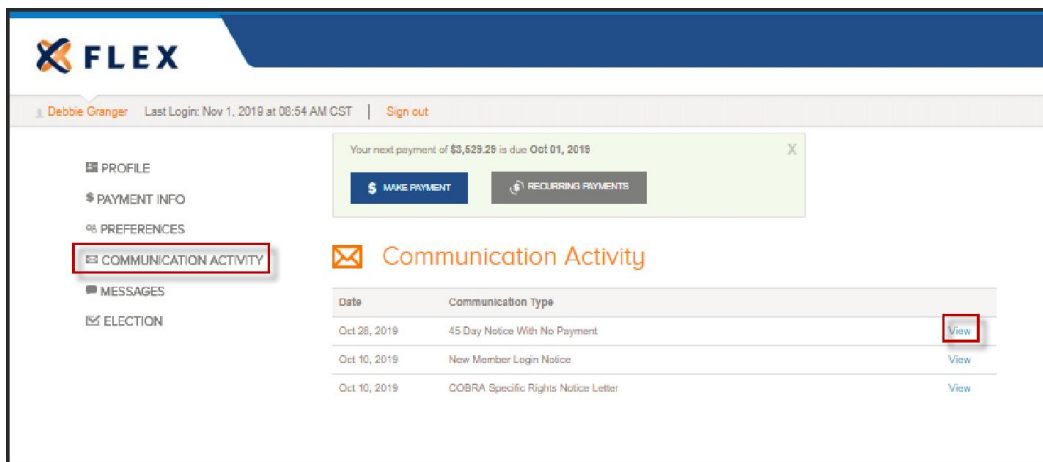 FLEX
Debbie Granger Last Login: Nov 1, 2019 at 08:54 AM CST | Sign out
Your next payment of $3,529.29 is due Oct 01, 2019 X
$ MAKE PAYMENT $ RECURRING PAYMENTS
PROFILE
$ PAYMENT INFO
PREFERENCES
COMMUNICATION ACTIVITY
MESSAGES
ELECTION
Communication Activity
Date Communication Type
Oct 28, 2019 45 Day Notice With No Payment View
Oct 10, 2019 New Member Login Notice View
Oct 10, 2019 COBRA Specific Rights Notice Letter View